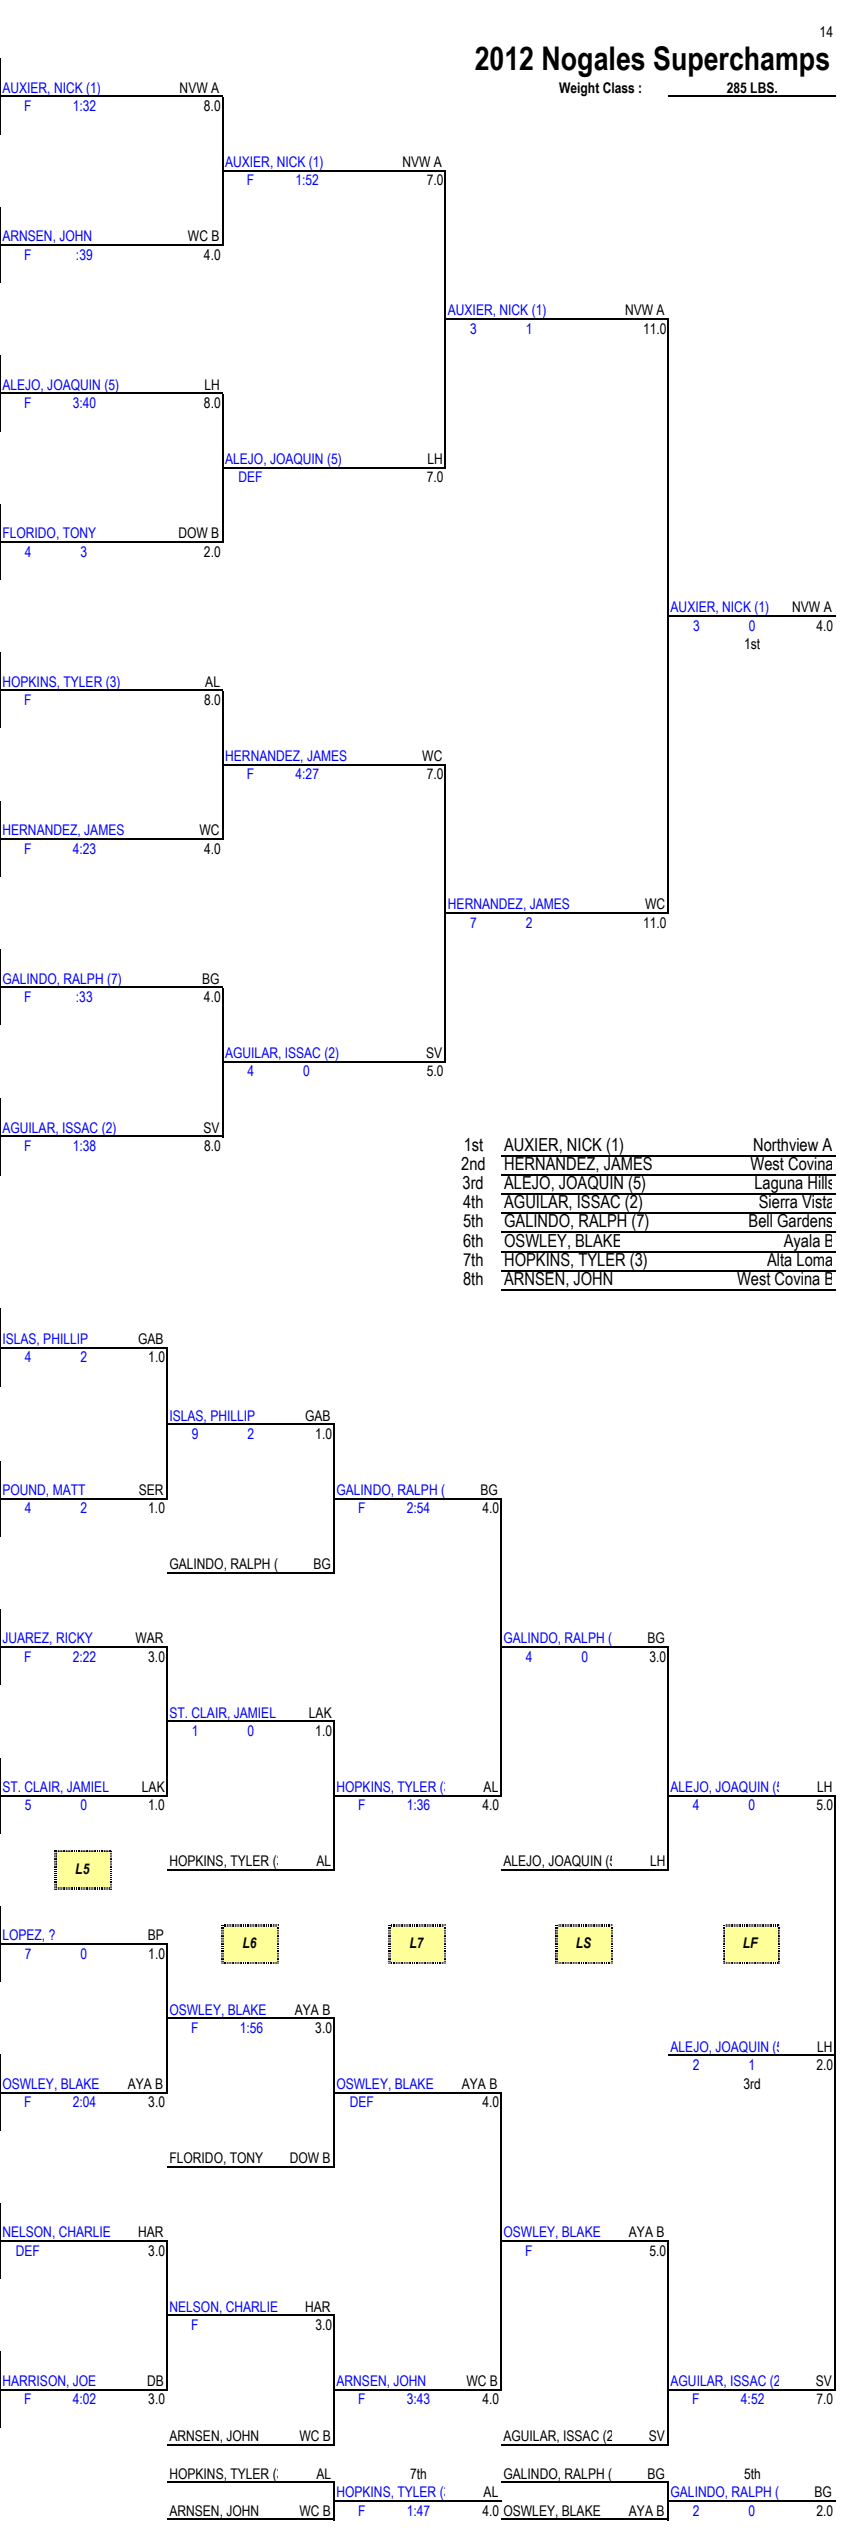 14
2012 Nogales Superchamps
Weight Class : 285 LBS.
AUXIER, NICK (1) NVW A
F 1:32 8.0
AUXIER, NICK (1) NVW A
F 1:52 7.0
ARNSEN, JOHN WC B
F :39 4.0
AUXIER, NICK (1) NVW A
3 1 11.0
ALEJO, JOAQUIN (5) LH
F 3:40 8.0
ALEJO, JOAQUIN (5) LH
DEF 7.0
FLORIDO, TONY DOW B
4 3 2.0
AUXIER, NICK (1) NVW A
3 0 4.0
1st
HOPKINS, TYLER (3) AL
F 8.0
HERNANDEZ, JAMES WC
F 4:27 7.0
HERNANDEZ, JAMES WC
F 4:23 4.0
HERNANDEZ, JAMES WC
7 2 11.0
GALINDO, RALPH (7) BG
F :33 4.0
AGUILAR, ISSAC (2) SV
4 0 5.0
AGUILAR, ISSAC (2) SV
F 1:38 8.0
1st AUXIER, NICK (1) Northview A
2nd HERNANDEZ, JAMES West Covina
3rd ALEJO, JOAQUIN (5) Laguna Hills
4th AGUILAR, ISSAC (2) Sierra Vista
5th GALINDO, RALPH (7) Bell Gardens
6th OSWLEY, BLAKE Ayala B
7th HOPKINS, TYLER (3) Alta Loma
8th ARNSEN, JOHN West Covina B
ISLAS, PHILLIP GAB
4 2 1.0
ISLAS, PHILLIP GAB
9 2 1.0
POUND, MATT SER GALINDO, RALPH ( BG
4 2 1.0 F 2:54 4.0
GALINDO, RALPH ( BG
JUAREZ, RICKY WAR GALINDO, RALPH ( BG
F 2:22 3.0 4 0 3.0
ST. CLAIR, JAMIEL LAK
1 0 1.0
ST. CLAIR, JAMIEL LAK HOPKINS, TYLER ( AL ALEJO, JOAQUIN ( LH
5 0 1.0 F 1:36 4.0 4 0 5.0
L5 HOPKINS, TYLER ( AL ALEJO, JOAQUIN ( LH
LOPEZ, ? BP L6 L7 LS LF
7 0 1.0
OSWLEY, BLAKE AYA B
F 1:56 3.0
ALEJO, JOAQUIN ( LH
2 1 2.0
OSWLEY, BLAKE AYA B OSWLEY, BLAKE AYA B 3rd
F 2:04 3.0 DEF 4.0
FLORIDO, TONY DOW B
NELSON, CHARLIE HAR OSWLEY, BLAKE AYA B
DEF 3.0 F 5.0
NELSON, CHARLIE HAR
F 3.0
HARRISON, JOE DB ARNSEN, JOHN WC B AGUILAR, ISSAC (2 SV
F 4:02 3.0 F 3:43 4.0 F 4:52 7.0
ARNSEN, JOHN WC B AGUILAR, ISSAC (2 SV
HOPKINS, TYLER ( AL 7th GALINDO, RALPH ( BG 5th
HOPKINS, TYLER ( AL GALINDO, RALPH ( BG
ARNSEN, JOHN WC B F 1:47 4.0 OSWLEY, BLAKE AYA B 2 0 2.0